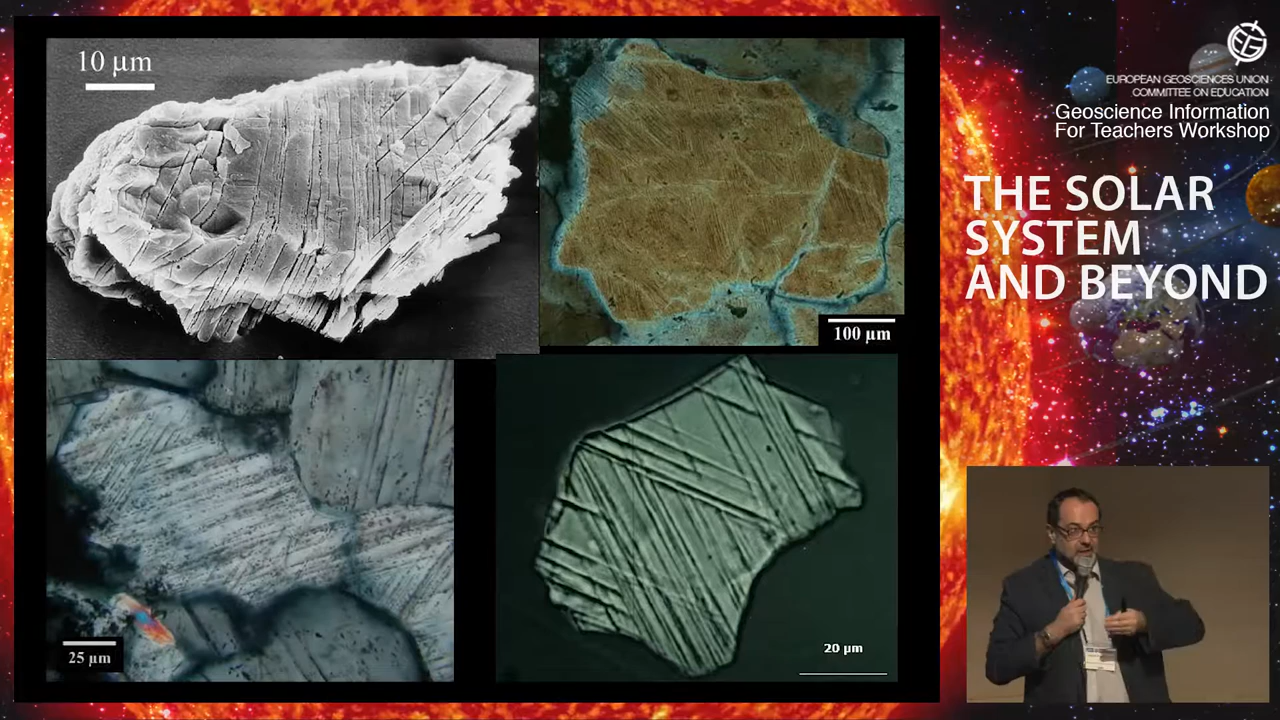 10 µm
100 µm
25 µm
20 µm
EUROPEAN GEOSCIENCES UNION
COMMITTEE ON EDUCATION
Geoscience Information
For Teachers Workshop
THE SOLAR
SYSTEM
AND BEYOND